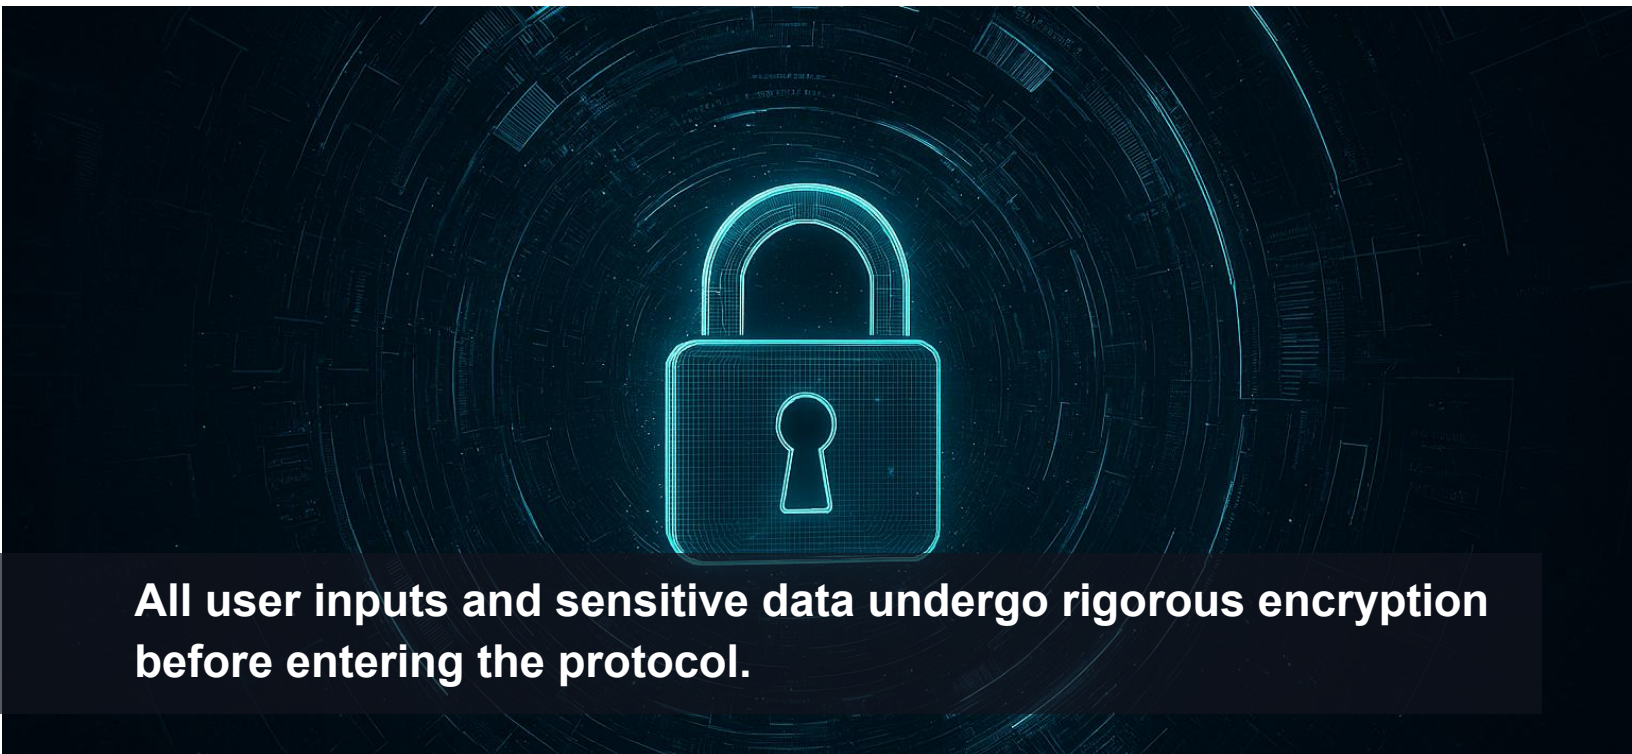 All user inputs and sensitive data undergo rigorous encryption
before entering the protocol.